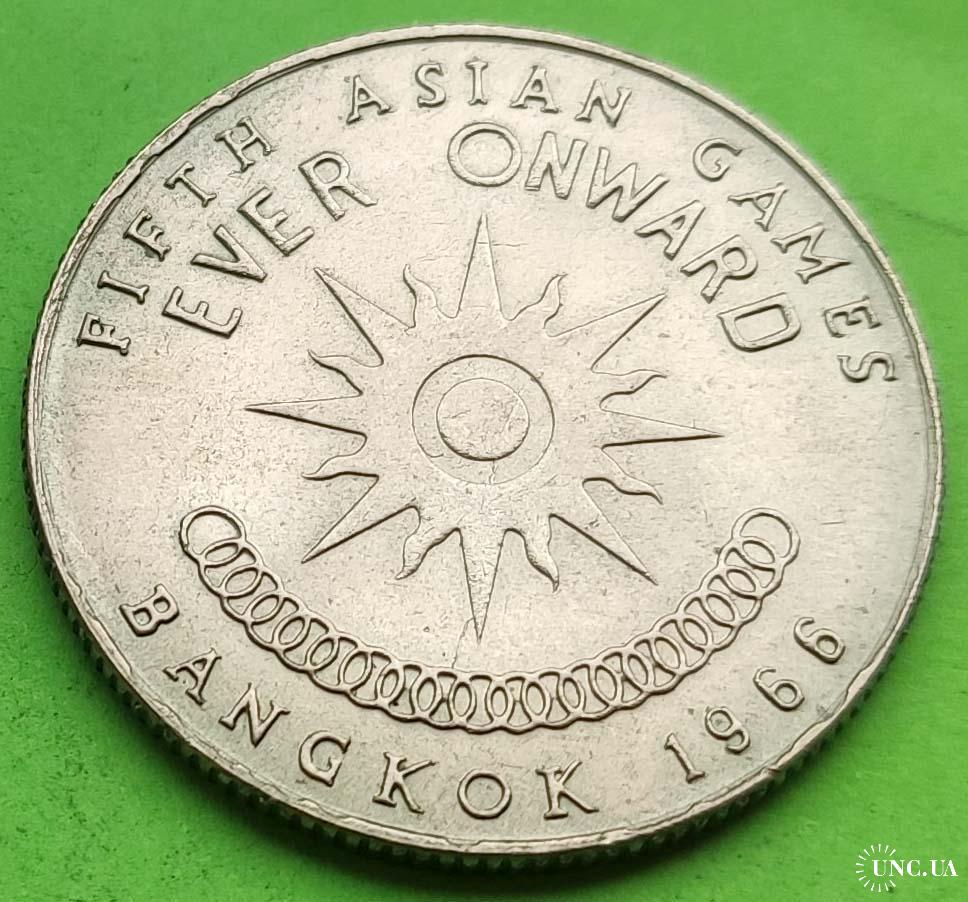 FIFTH ASIAN GAMES
EVER ONWARD
BANGKOK 1966
UNC.UA